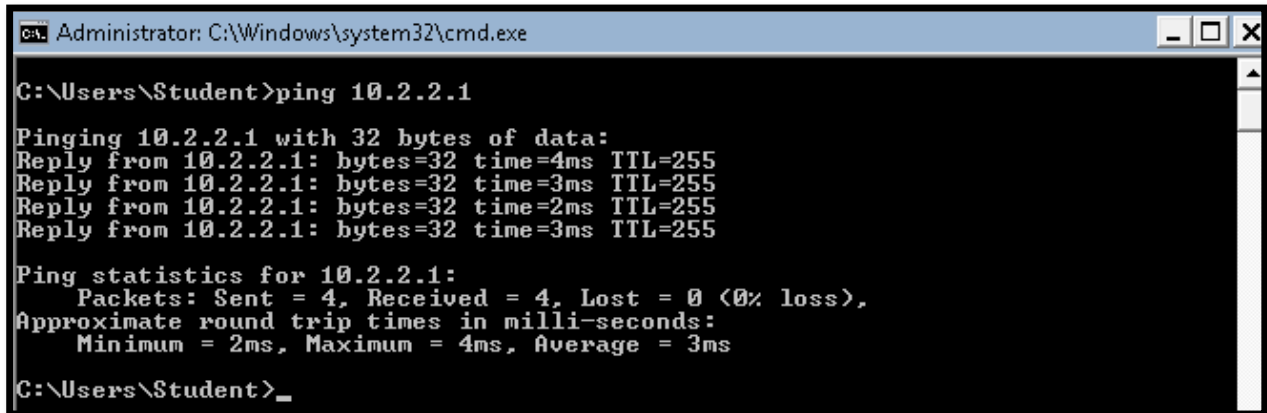 Administrator: C:\Windows\system32\cmd.exe
C:\Users\Student>ping 10.2.2.1
Pinging 10.2.2.1 with 32 bytes of data:
Reply from 10.2.2.1: bytes=32 time=4ms TTL=255
Reply from 10.2.2.1: bytes=32 time=3ms TTL=255
Reply from 10.2.2.1: bytes=32 time=2ms TTL=255
Reply from 10.2.2.1: bytes=32 time=3ms TTL=255
Ping statistics for 10.2.2.1:
    Packets: Sent = 4, Received = 4, Lost = 0 (0% loss),
Approximate round trip times in milli-seconds:
    Minimum = 2ms, Maximum = 4ms, Average = 3ms
C:\Users\Student>_